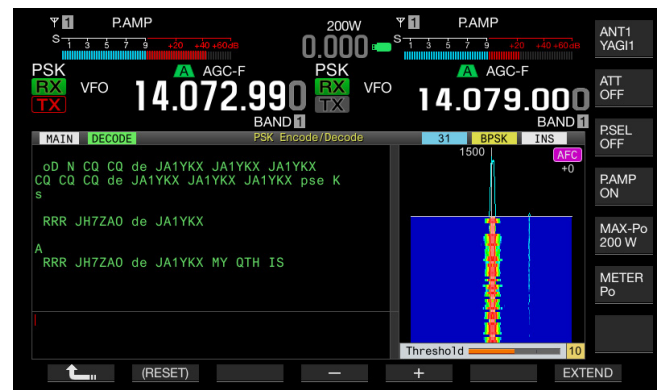 1 P.AMP
S 1 3 5 7 9 +20 +40 +60dB
200W
0.000
1 P.AMP
S 1 3 5 7 9 +20 +40 +60dB
ANT1
YAGI1
PSK
RX
TX
VFO
A AGC-F
14.072.990
BAND 1
PSK
RX
TX
VFO
A AGC-F
14.079.000
BAND 1
ATT
OFF
P.SEL
OFF
P.AMP
ON
MAX-Po
200 W
METER
Po
MAIN DECODE PSK Encode/Decode 31 BPSK INS
oD N CQ CQ de JA1YKX JA1YKX JA1YKX
CQ CQ CQ de JA1YKX JA1YKX JA1YKX pse K
s
RRR JH7ZAO de JA1YKX
A
RRR JH7ZAO de JA1YKX MY QTH IS
1500
AFC
+0
Threshold 10
(RESET) − + EXTEND